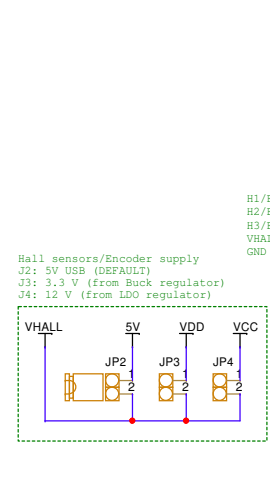 H1/
H2/
H3/
VHA
GND
Hall sensors/Encoder supply
J2: 5V USB (DEFAULT)
J3: 3.3 V (from Buck regulator)
J4: 12 V (from LDO regulator)
VHALL 5V VDD VCC
JP2 JP3 JP4
1 1 1
2 2 2